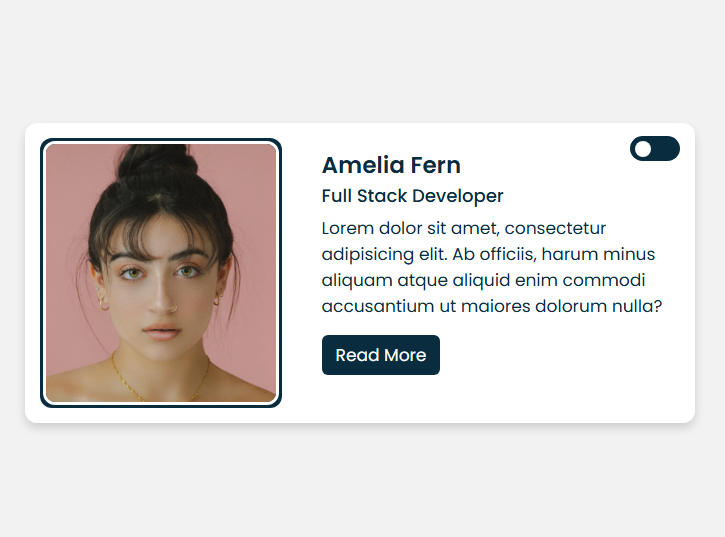 Amelia Fern
Full Stack Developer
Lorem dolor sit amet, consectetur
adipisicing elit. Ab officiis, harum minus
aliquam atque aliquid enim commodi
accusantium ut maiores dolorum nulla?
Read More